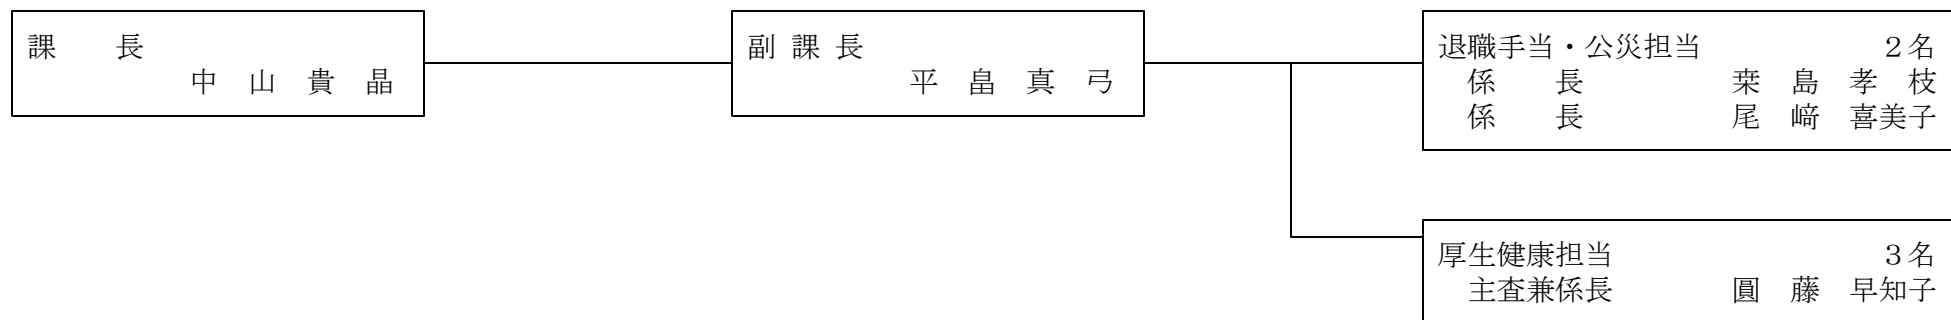 課　　長
中　山　貴　晶
副 課 長
平　畠　真　弓
退職手当・公災担当　２名
係　　長　桒　島　孝　枝
係　　長　尾　﨑　喜美子
厚生健康担当　３名
主査兼係長　圓　藤　早知子